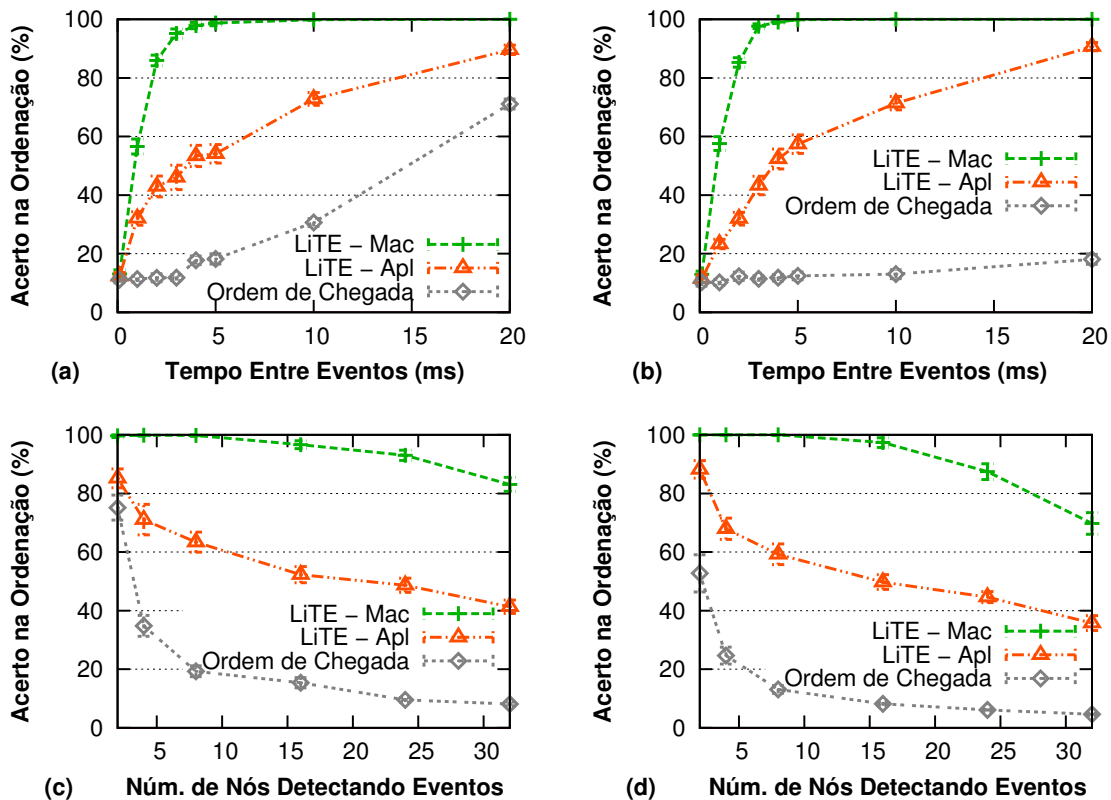 Acerto na Ordenação (%)
100
80
60
40
20
0
LiTE – Mac
LiTE – Apl
Ordem de Chegada
0 5 10 15 20
(a) Tempo Entre Eventos (ms)
Acerto na Ordenação (%)
100
80
60
40
20
0
LiTE – Mac
LiTE – Apl
Ordem de Chegada
0 5 10 15 20
(b) Tempo Entre Eventos (ms)
Acerto na Ordenação (%)
100
80
60
40
20
0
LiTE – Mac
LiTE – Apl
Ordem de Chegada
5 10 15 20 25 30
(c) Núm. de Nós Detectando Eventos
Acerto na Ordenação (%)
100
80
60
40
20
0
LiTE – Mac
LiTE – Apl
Ordem de Chegada
5 10 15 20 25 30
(d) Núm. de Nós Detectando Eventos